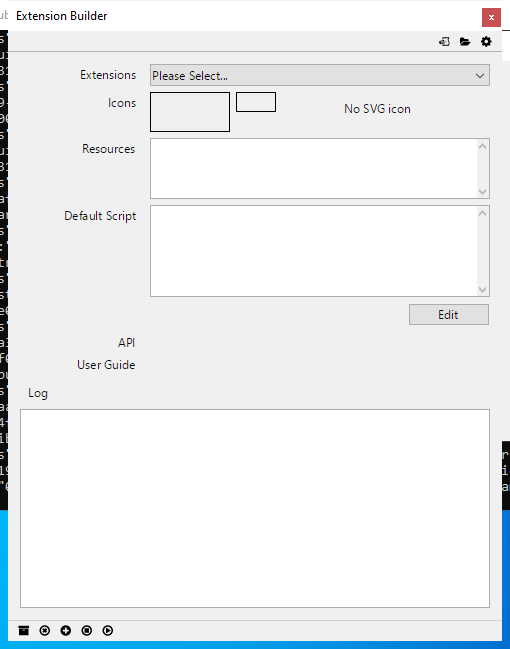 Extension Builder
Extensions
Please Select...
Icons
No SVG icon
Resources
Default Script
Edit
API
User Guide
Log